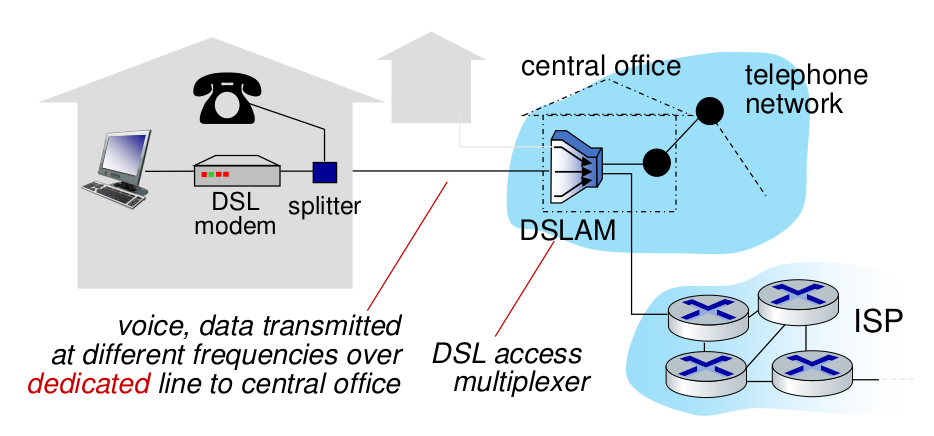 central office
telephone
network
DSL
modem
splitter
DSLAM
voice, data transmitted
at different frequencies over
dedicated line to central office
DSL access
multiplexer
ISP